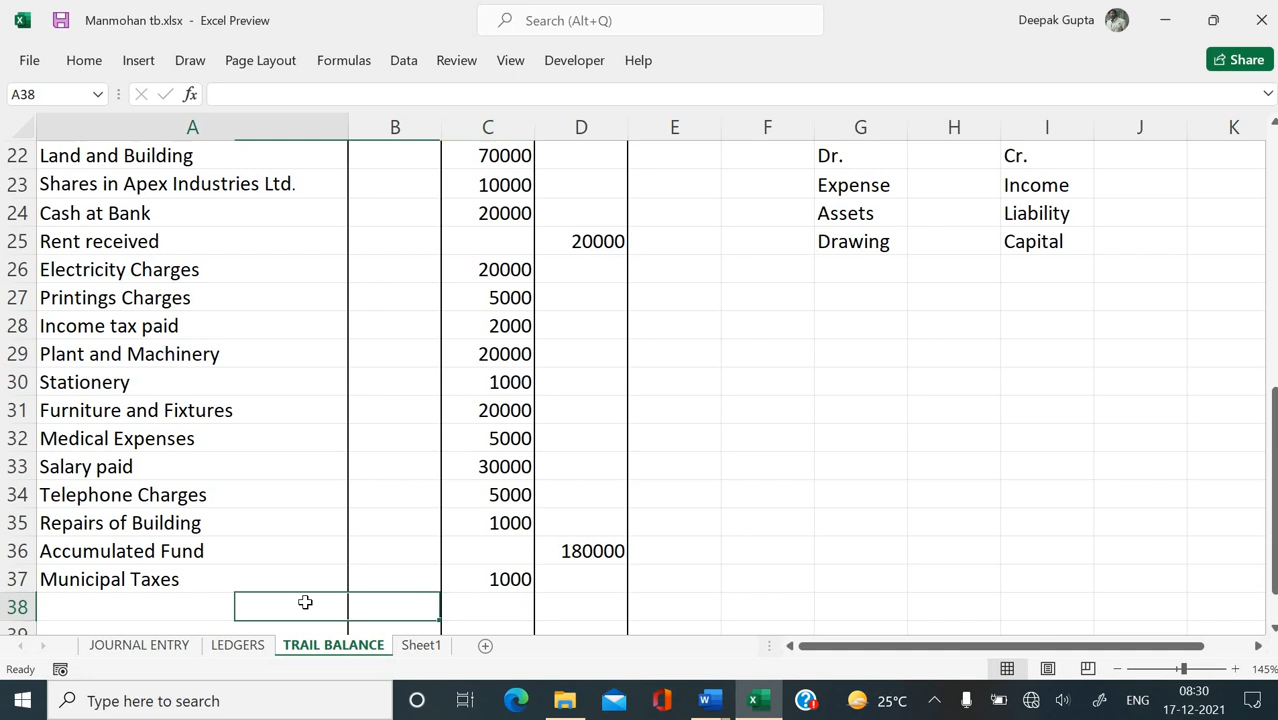 Manmohan tb.xlsx - Excel Preview
Search (Alt+Q)
Deepak Gupta
File Home Insert Draw Page Layout Formulas Data Review View Developer Help Share
A38 fx
A B C D E F G H I J K
22 Land and Building 70000 Dr. Cr.
23 Shares in Apex Industries Ltd. 10000 Expense Income
24 Cash at Bank 20000 Assets Liability
25 Rent received 20000 Drawing Capital
26 Electricity Charges 20000
27 Printings Charges 5000
28 Income tax paid 2000
29 Plant and Machinery 20000
30 Stationery 1000
31 Furniture and Fixtures 20000
32 Medical Expenses 5000
33 Salary paid 30000
34 Telephone Charges 5000
35 Repairs of Building 1000
36 Accumulated Fund 180000
37 Municipal Taxes 1000
38
39
JOURNAL ENTRY LEDGERS TRAIL BALANCE Sheet1
Ready 145%
Type here to search
25°C ENG 08:30
17-12-2021